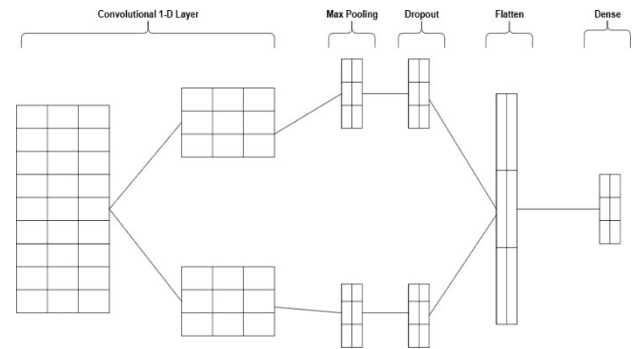 Convolutional 1-D Layer
Max Pooling
Dropout
Flatten
Dense